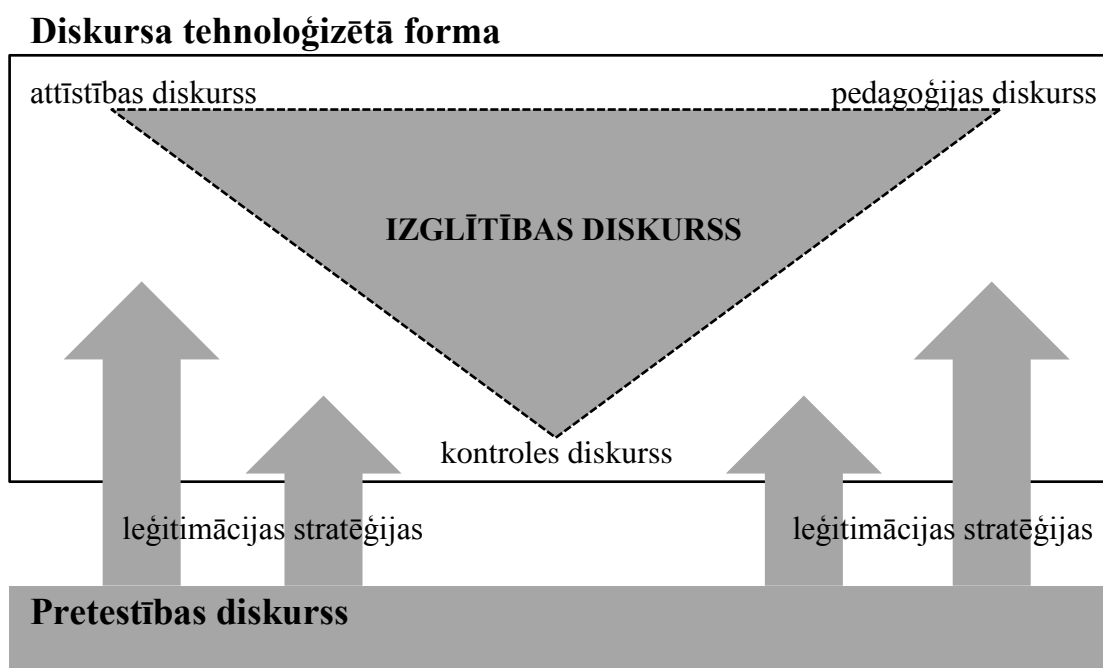 Diskursa tehnoloģizētā forma
attīstības diskurss
pedagoģijas diskurss
IZGLĪTĪBAS DISKURSS
kontroles diskurss
leģitimācijas stratēģijas
leģitimācijas stratēģijas
Pretestības diskurss